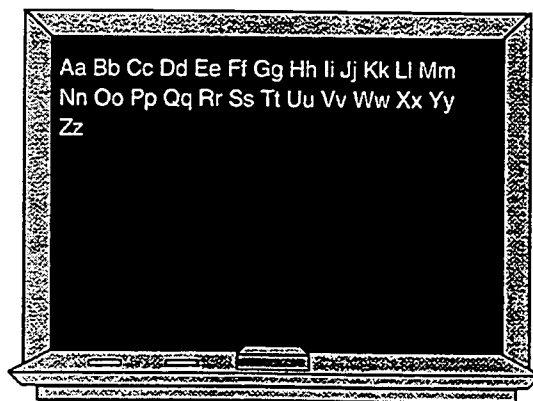 Aa Bb Cc Dd Ee Ff Gg Hh Ii Jj Kk Ll Mm
Nn Oo Pp Qq Rr Ss Tt Uu Vv Ww Xx Yy
Zz